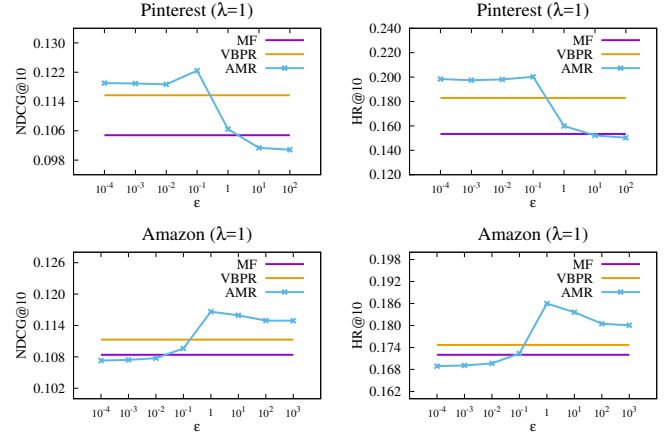 Pinterest (λ=1)
NDCG@10
0.130
0.122
0.114
0.106
0.098
MF
VBPR
AMR
10⁻⁴ 10⁻³ 10⁻² 10⁻¹ 1 10¹ 10²
ε
Pinterest (λ=1)
HR@10
0.240
0.220
0.200
0.180
0.160
0.140
0.120
MF
VBPR
AMR
10⁻⁴ 10⁻³ 10⁻² 10⁻¹ 1 10¹ 10²
ε
Amazon (λ=1)
NDCG@10
0.126
0.120
0.114
0.108
0.102
MF
VBPR
AMR
10⁻⁴ 10⁻³ 10⁻² 10⁻¹ 1 10¹ 10² 10³
ε
Amazon (λ=1)
HR@10
0.198
0.192
0.186
0.180
0.174
0.168
0.162
MF
VBPR
AMR
10⁻⁴ 10⁻³ 10⁻² 10⁻¹ 1 10¹ 10² 10³
ε